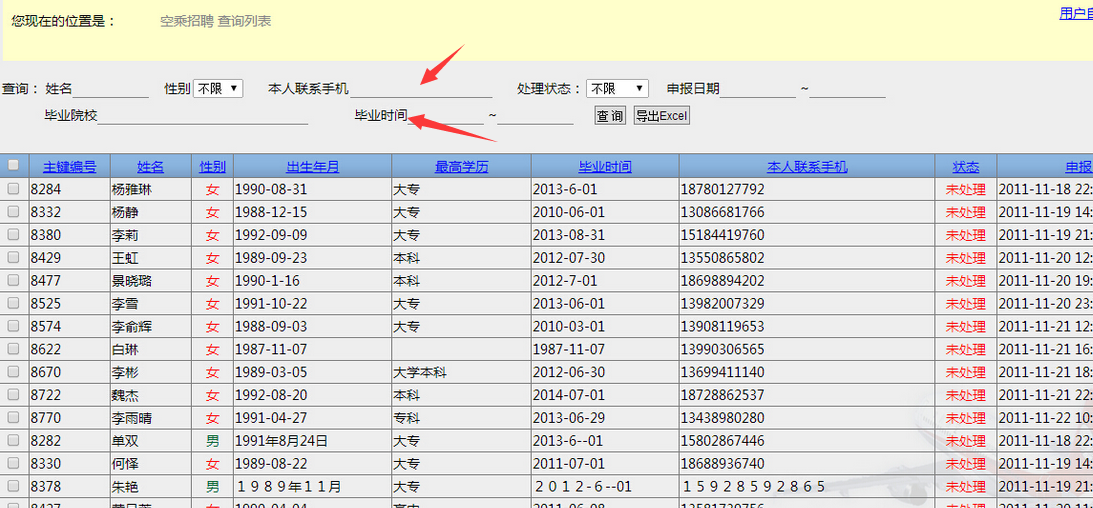 您现在的位置是： 空乘招聘 查询列表
用户自
查询： 姓名 性别 不限 本人联系手机 处理状态： 不限 申报日期 ~
毕业院校 毕业时间 ~ 查询 导出Excel
主键编号 姓名 性别 出生年月 最高学历 毕业时间 本人联系手机 状态 申报
8284 杨雅琳 女 1990-08-31 大专 2013-6-01 18780127792 未处理 2011-11-18 22:
8332 杨静 女 1988-12-15 大专 2010-06-01 13086681766 未处理 2011-11-19 14:
8380 李莉 女 1992-09-09 大专 2013-08-31 15184419760 未处理 2011-11-19 21:
8429 王虹 女 1989-09-23 本科 2012-07-30 13550865802 未处理 2011-11-20 12:
8477 景晓璐 女 1990-1-16 本科 2012-7-01 18698894202 未处理 2011-11-20 19:
8525 李雪 女 1991-10-22 大专 2013-06-01 13982007329 未处理 2011-11-20 23:
8574 李俞辉 女 1988-09-03 大专 2010-03-01 13908119653 未处理 2011-11-21 12:
8622 白琳 女 1987-11-07 1987-11-07 13990306565 未处理 2011-11-21 16:
8670 李彬 女 1989-03-05 大学本科 2012-06-30 13699411140 未处理 2011-11-21 18:
8722 魏杰 女 1992-08-20 本科 2014-07-01 18728862537 未处理 2011-11-21 22:
8770 李雨晴 女 1991-04-27 专科 2013-06-29 13438980280 未处理 2011-11-22 10:
8282 单双 男 1991年8月24日 大专 2013-6--01 15802867446 未处理 2011-11-18 22:
8330 何怿 女 1989-08-22 大专 2011-07-01 18688936740 未处理 2011-11-19 14:
8378 朱艳 男 １９８９年１１月 大专 ２０１２-６--01 １５９２８５９２８６５ 未处理 2011-11-19 21: